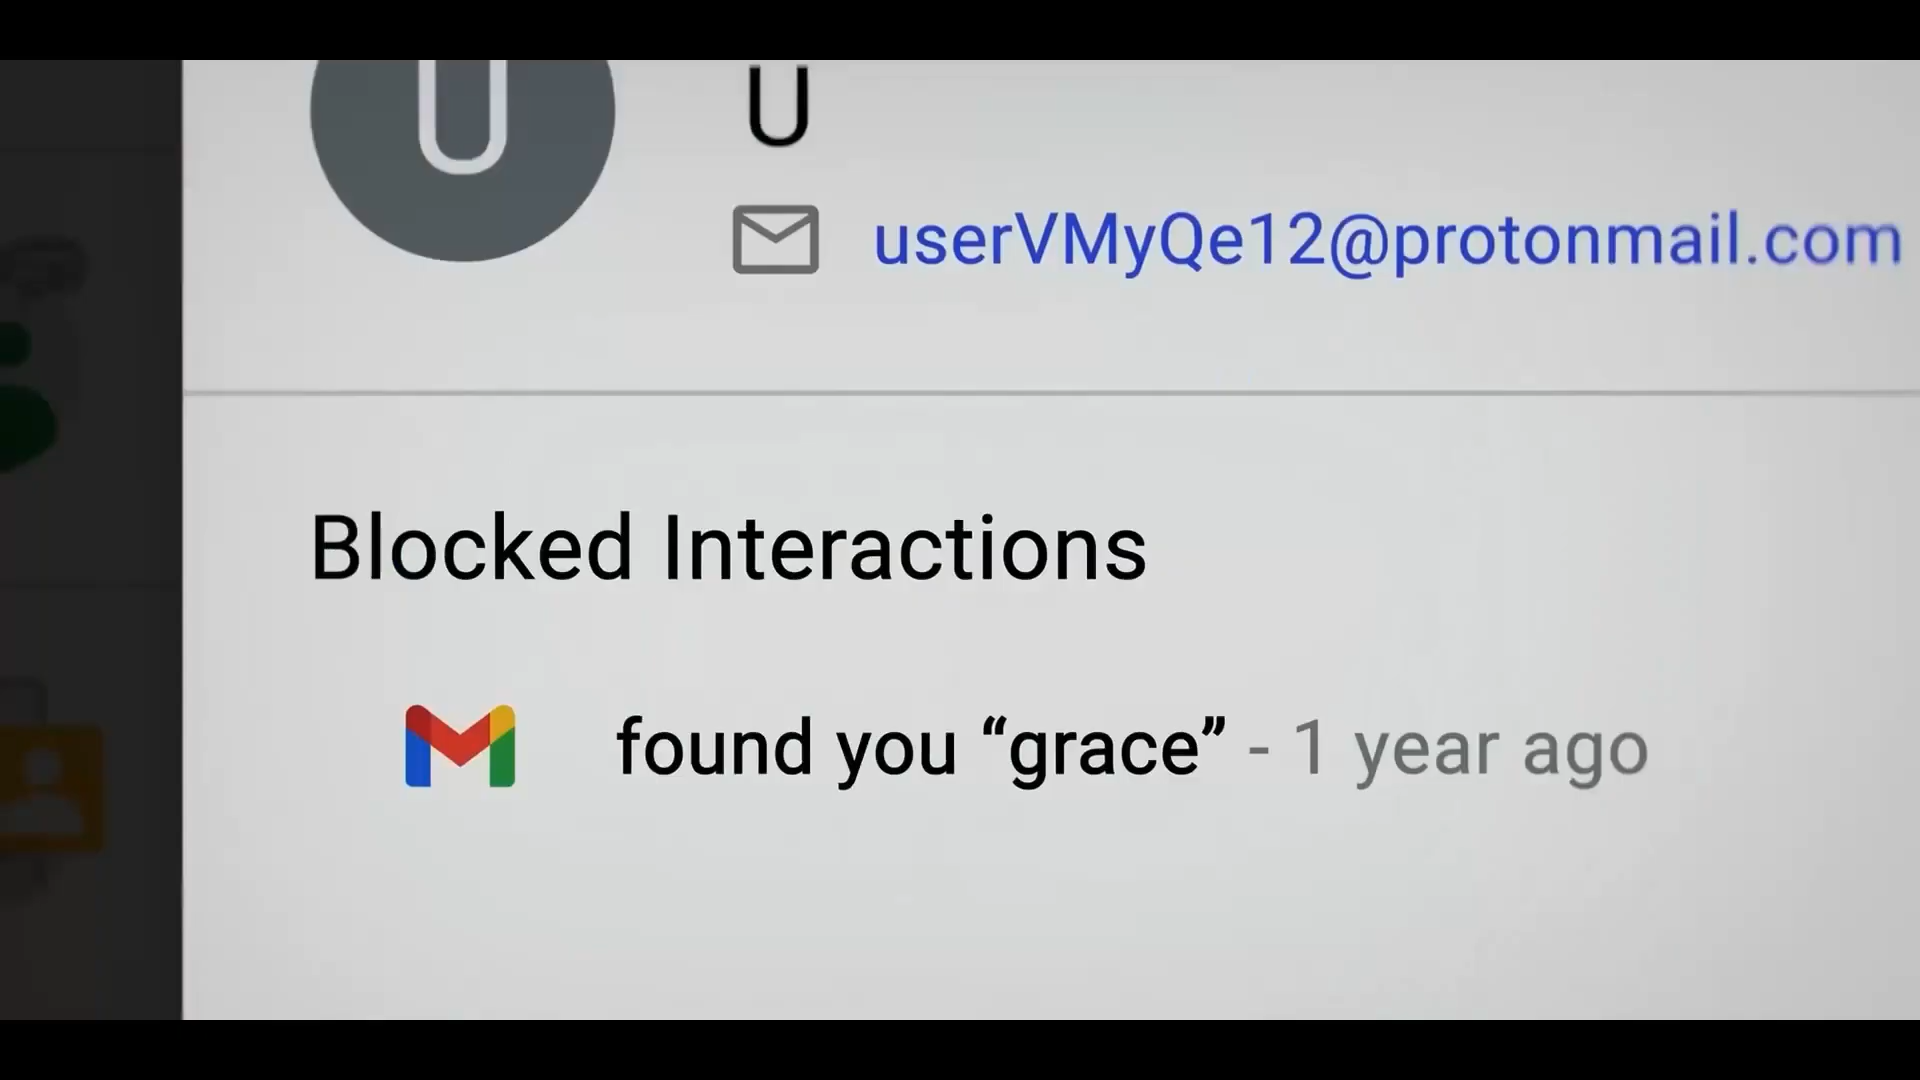 U
U
userVMyQe12@protonmail.com
Blocked Interactions
found you “grace” - 1 year ago